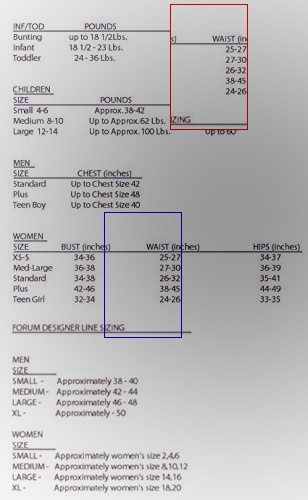 INF/TOD POUNDS
Bunting up to 18 1/2Lbs.
Infant 18 1/2 - 23 Lbs.
Toddler 24 - 36 Lbs.
s) WAIST (in
25-27
27-30
26-32
38-45
24-26
ZING
CHILDREN
SIZE POUNDS
Small 4-6 Approx.38-42
Medium 8-10 Up to Approx.62 Lbs.
Large 12-14 Up to Approx.100 Lbs. Up to 60"
MEN
SIZE CHEST (inches)
Standard Up to Chest Size 42
Plus Up to Chest Size 48
Teen Boy Up to Chest Size 40
WOMEN
SIZE BUST (inches) WAIST (inches) HIPS (inches)
XS-S 34-36 25-27 34-37
Med-Large 36-38 27-30 36-39
Standard 34-38 26-32 35-41
Plus 42-46 38-45 44-49
Teen Girl 32-34 24-26 33-35
FORUM DESIGNER LINE SIZING
MEN
SIZE
SMALL - Approximately 38 - 40
MEDIUM - Approximately 42 - 44
LARGE - Approximately 46 - 48
XL - Approximately - 50
WOMEN
SIZE
SMALL - Approximately women's size 2,4,6
MEDIUM - Approximately women's size 8,10,12
LARGE - Approximately women's size 14,16
XL - Approximately women's size 18,20